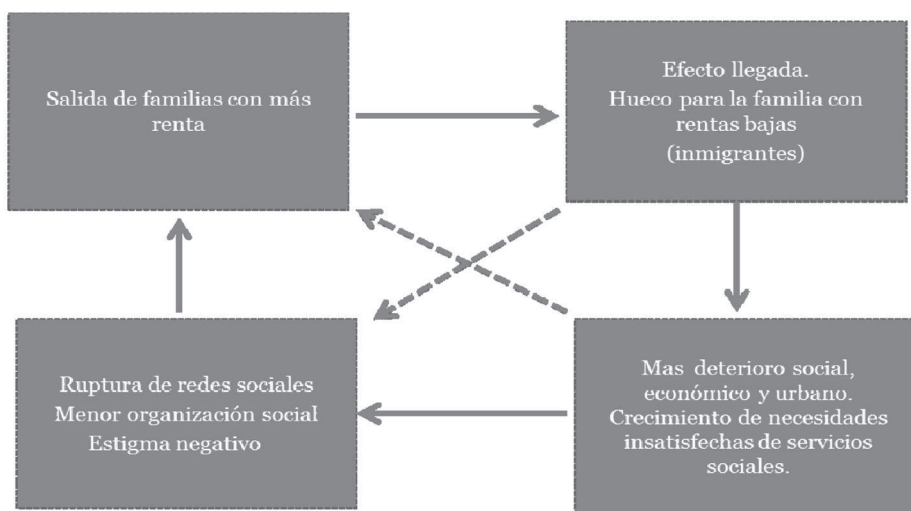 Salida de familias con más
renta
Efecto llegada.
Hueco para la familia con
rentas bajas
(inmigrantes)
Ruptura de redes sociales
Menor organización social
Estigma negativo
Mas deterioro social,
económico y urbano.
Crecimiento de necesidades
insatisfechas de servicios
sociales.